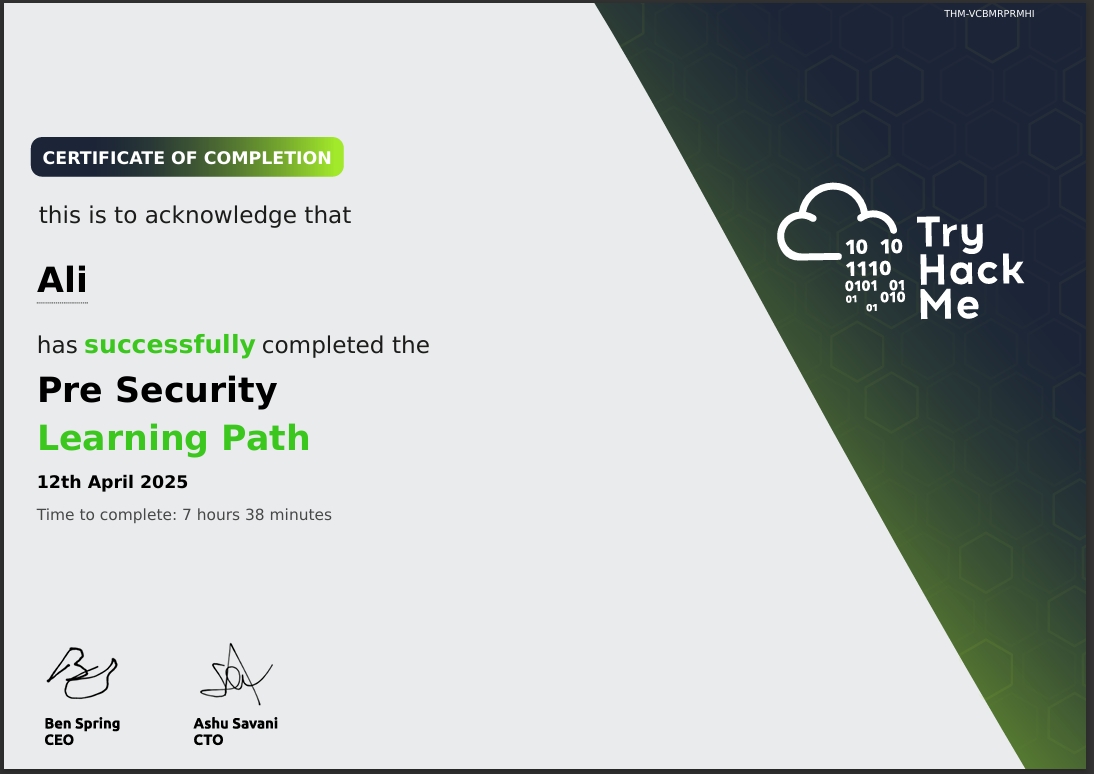 THM-VCBMRPRMHI
CERTIFICATE OF COMPLETION
this is to acknowledge that
Ali
has successfully completed the
Pre Security
Learning Path
12th April 2025
Time to complete: 7 hours 38 minutes
10 10
1110
0101 01
01 010
01
Try
Hack
Me
Ben Spring
CEO
Ashu Savani
CTO